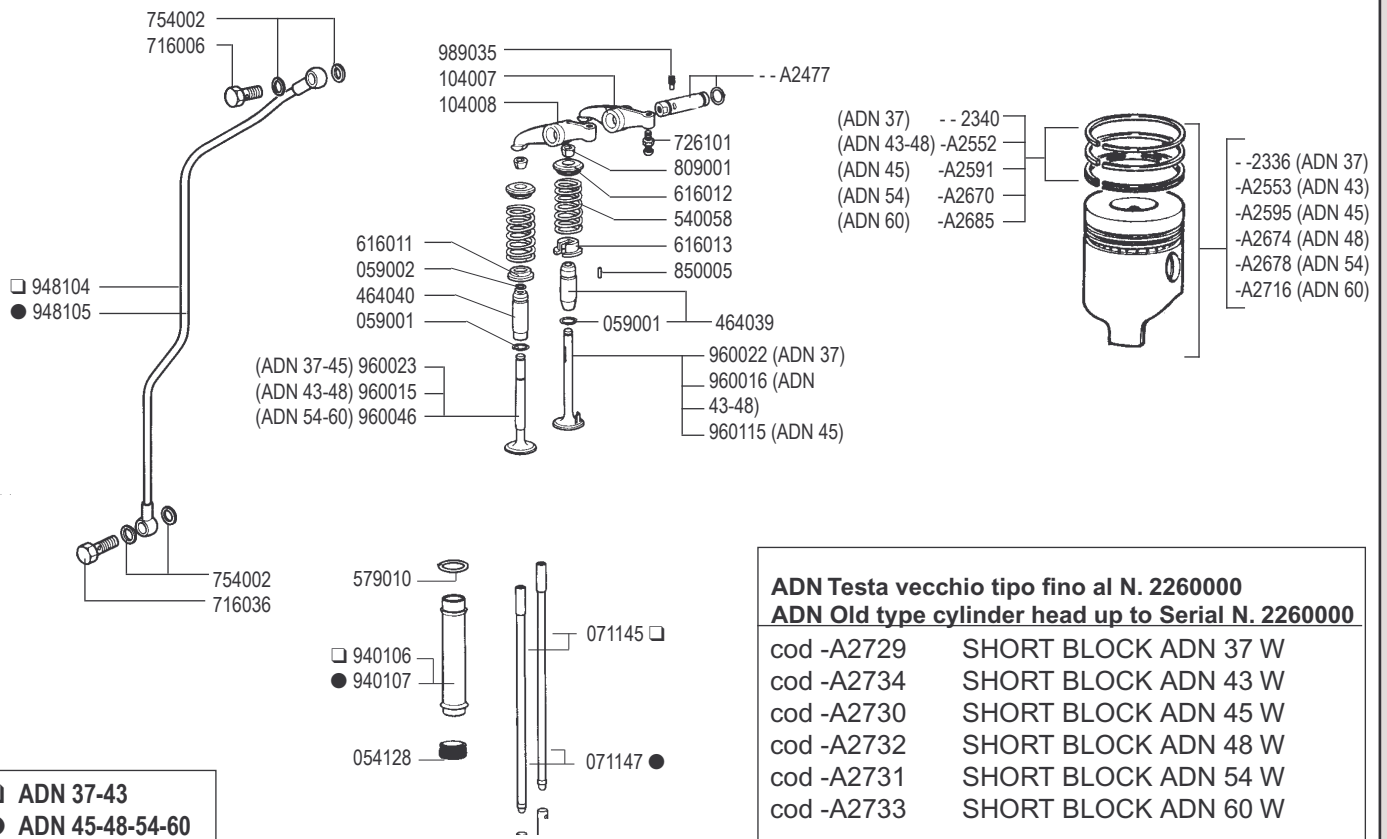 754002
716006
❑ 948104
● 948105
754002
716036
989035
104007
104008
- - A2477
726101
809001
616012
540058
616013
850005
616011
059002
464040
059001
059001
464039
(ADN 37-45) 960023
(ADN 43-48) 960015
(ADN 54-60) 960046
960022 (ADN 37)
960016 (ADN
43-48)
960115 (ADN 45)
(ADN 37) - - 2340
(ADN 43-48) -A2552
(ADN 45) -A2591
(ADN 54) -A2670
(ADN 60) -A2685
- -2336 (ADN 37)
-A2553 (ADN 43)
-A2595 (ADN 45)
-A2674 (ADN 48)
-A2678 (ADN 54)
-A2716 (ADN 60)
579010
❑ 940106
● 940107
054128
071145 ❑
071147 ●
❑ ADN 37-43
● ADN 45-48-54-60
ADN Testa vecchio tipo fino al N. 2260000
ADN Old type cylinder head up to Serial N. 2260000
cod -A2729 SHORT BLOCK ADN 37 W
cod -A2734 SHORT BLOCK ADN 43 W
cod -A2730 SHORT BLOCK ADN 45 W
cod -A2732 SHORT BLOCK ADN 48 W
cod -A2731 SHORT BLOCK ADN 54 W
cod -A2733 SHORT BLOCK ADN 60 W